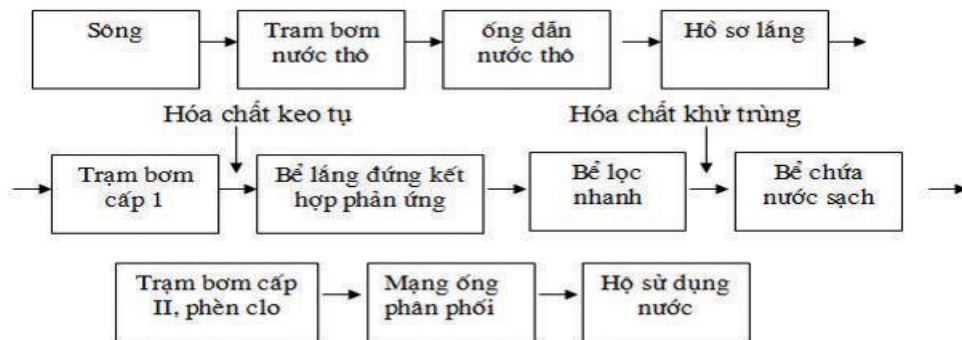 Sông
Tram bơm
nước thô
ống dẫn
nước thô
Hồ sơ lắng
Hóa chất keo tụ
Hóa chất khử trùng
Trạm bơm
cấp 1
Bể lắng đứng kết
hợp phản ứng
Bể lọc
nhanh
Bể chứa
nước sạch
Trạm bơm cấp
II, phèn clo
Mạng ống
phân phối
Hộ sử dụng
nước